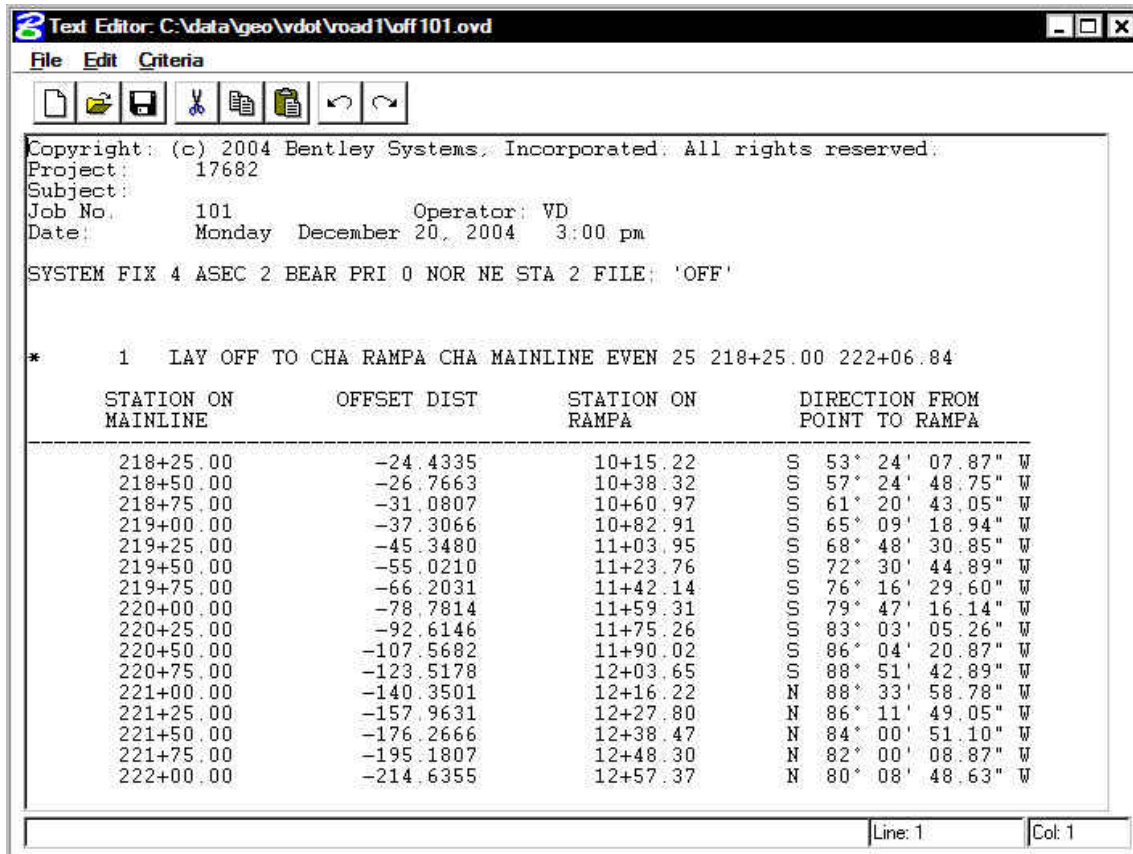 Text Editor: C:\data\geo\vdot\road1\off101.ovd
File Edit Criteria
Copyright: (c) 2004 Bentley Systems, Incorporated. All rights reserved.
Project: 17682
Subject:
Job No. 101 Operator: VD
Date: Monday December 20, 2004 3:00 pm
SYSTEM FIX 4 ASEC 2 BEAR PRI 0 NOR NE STA 2 FILE: 'OFF'
* 1 LAY OFF TO CHA RAMPA CHA MAINLINE EVEN 25 218+25.00 222+06.84
STATION ON OFFSET DIST STATION ON DIRECTION FROM
MAINLINE RAMPA POINT TO RAMPA
218+25.00 -24.4335 10+15.22 S 53° 24' 07.87" W
218+50.00 -26.7663 10+38.32 S 57° 24' 48.75" W
218+75.00 -31.0807 10+60.97 S 61° 20' 43.05" W
219+00.00 -37.3066 10+82.91 S 65° 09' 18.94" W
219+25.00 -45.3480 11+03.95 S 68° 48' 30.85" W
219+50.00 -55.0210 11+23.76 S 72° 30' 44.89" W
219+75.00 -66.2031 11+42.14 S 76° 16' 29.60" W
220+00.00 -78.7814 11+59.31 S 79° 47' 16.14" W
220+25.00 -92.6146 11+75.26 S 83° 03' 05.26" W
220+50.00 -107.5682 11+90.02 S 86° 04' 20.87" W
220+75.00 -123.5178 12+03.65 S 88° 51' 42.89" W
221+00.00 -140.3501 12+16.22 N 88° 33' 58.78" W
221+25.00 -157.9631 12+27.80 N 86° 11' 49.05" W
221+50.00 -176.2666 12+38.47 N 84° 00' 51.10" W
221+75.00 -195.1807 12+48.30 N 82° 00' 08.87" W
222+00.00 -214.6355 12+57.37 N 80° 08' 48.63" W
Line: 1 Col: 1